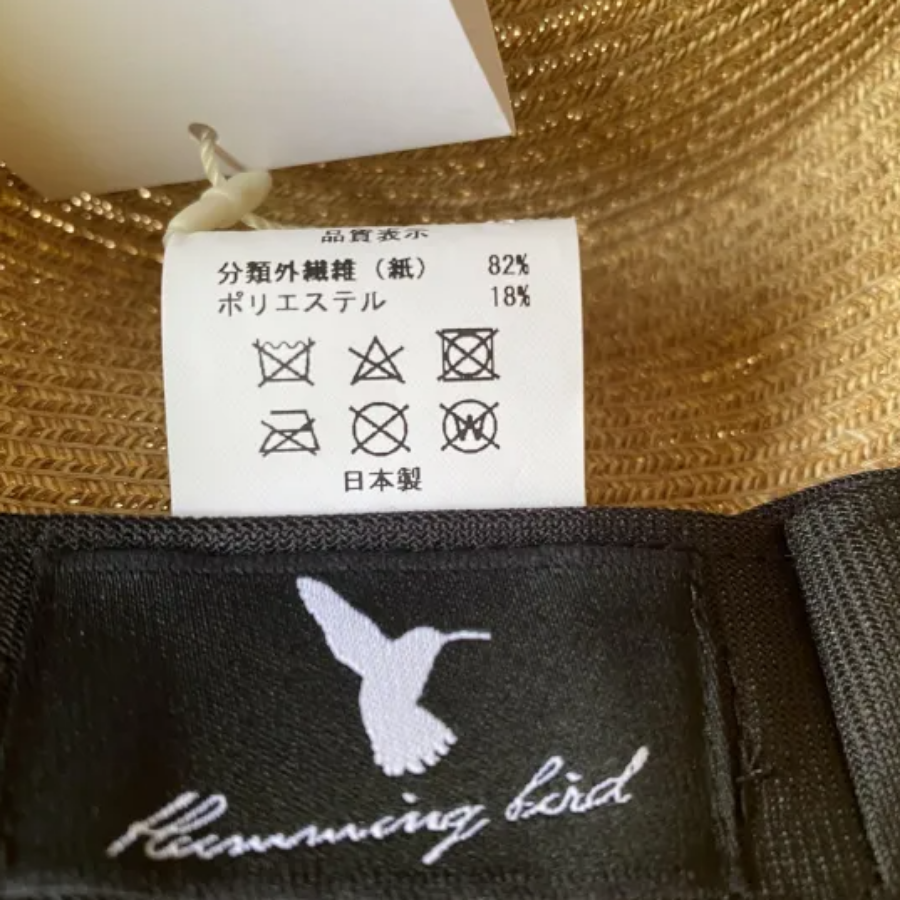 品質表示
分類外繊維（紙） 82%
ポリエステル 18%
W
日本製
Humming bird